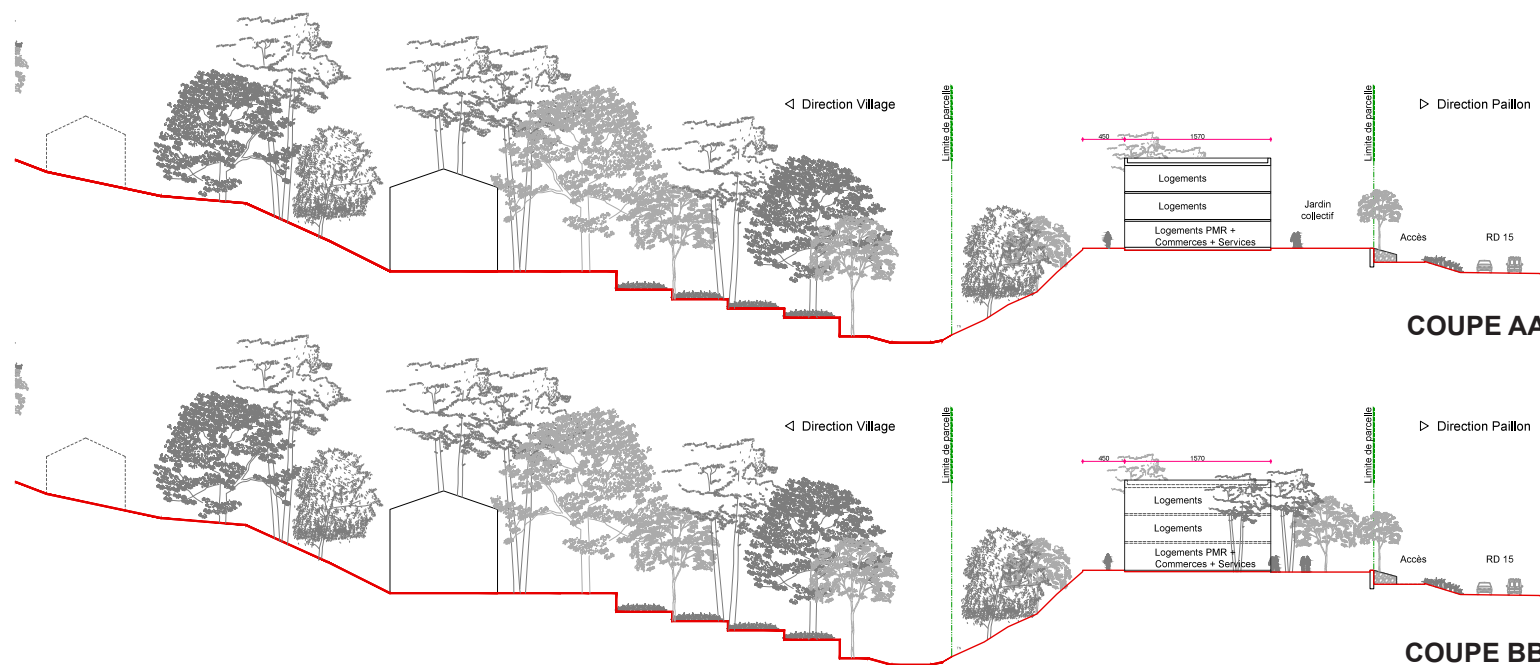 ◁ Direction Village
Limite de parcelle
450
1570
Limite de parcelle
▷ Direction Paillon
Logements
Logements
Logements PMR +
Commerces + Services
Jardin
collectif
Accès
RD 15
COUPE AA
◁ Direction Village
Limite de parcelle
450
1570
Limite de parcelle
▷ Direction Paillon
Logements
Logements
Logements PMR +
Commerces + Services
Accès
RD 15
COUPE BB